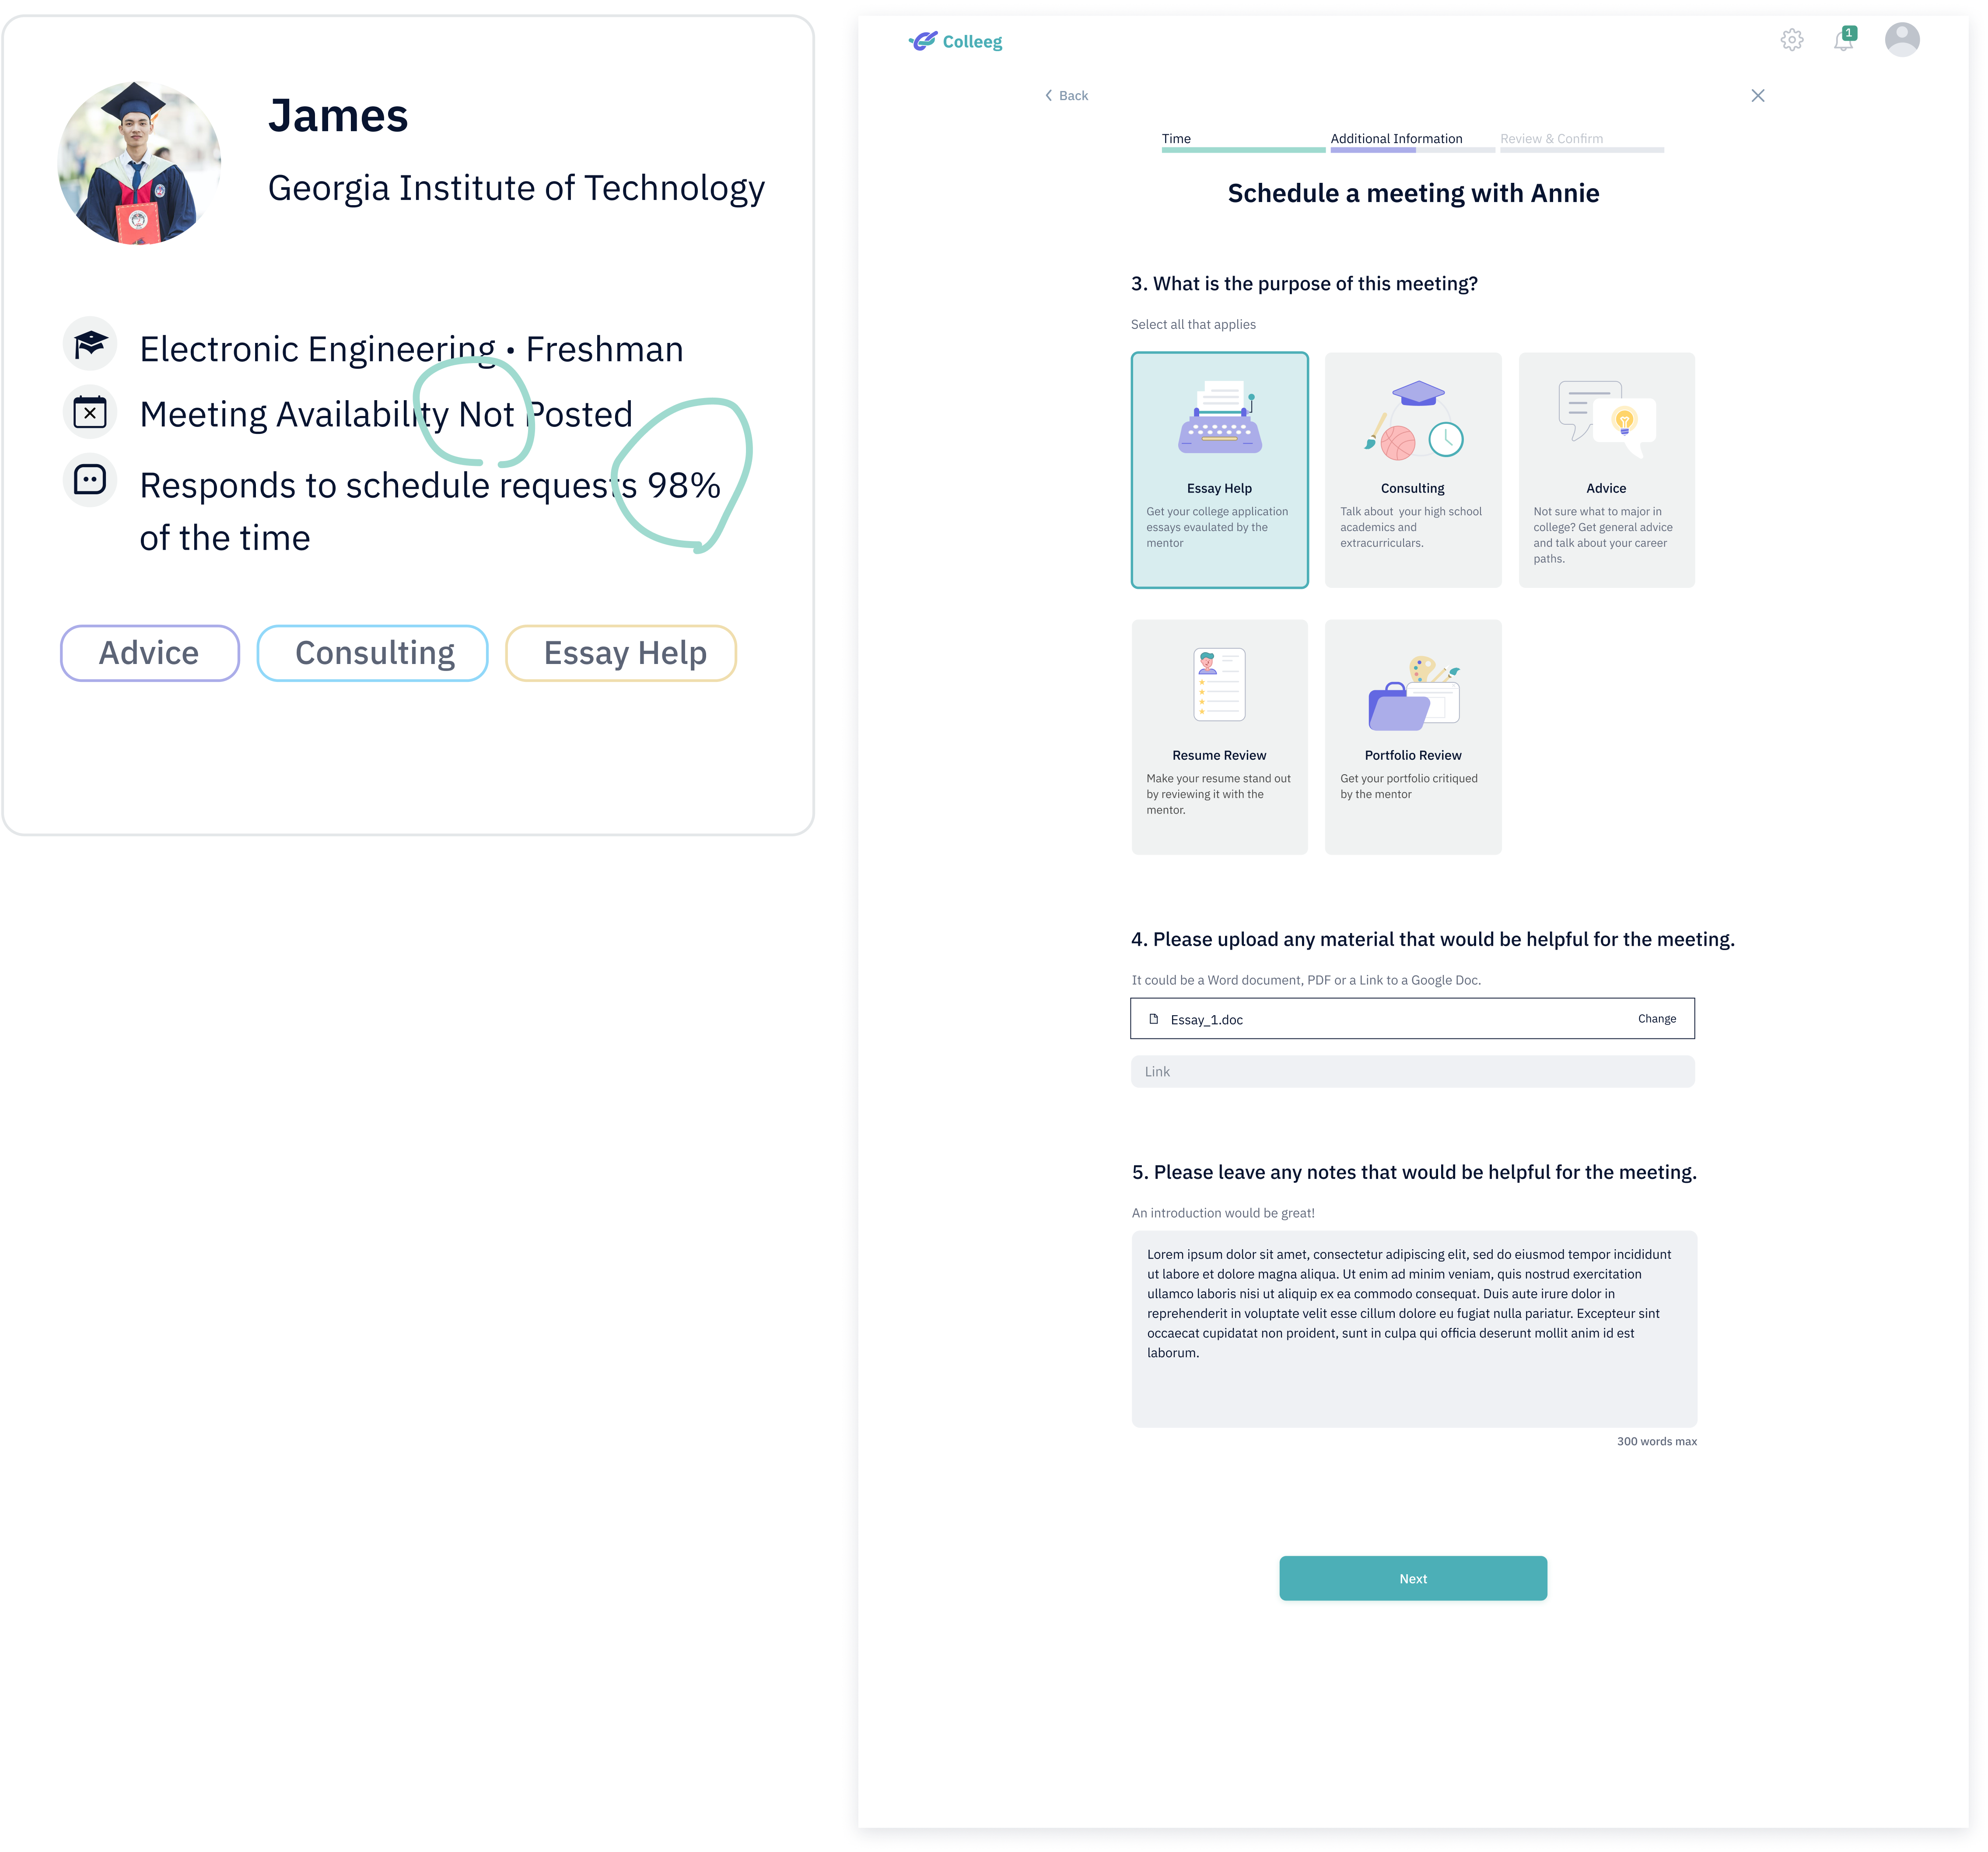 James
Georgia Institute of Technology
Electronic Engineering • Freshman
Meeting Availability Not Posted
Responds to schedule requests 98%
of the time
Advice
Consulting
Essay Help
Colleeg
1
Back
Time
Additional Information
Review & Confirm
Schedule a meeting with Annie
3. What is the purpose of this meeting?
Select all that applies
Essay Help
Get your college application
essays evaulated by the
mentor
Consulting
Talk about  your high school
academics and
extracurriculars.
Advice
Not sure what to major in
college? Get general advice
and talk about your career
paths.
Resume Review
Make your resume stand out
by reviewing it with the
mentor.
Portfolio Review
Get your portfolio critiqued
by the mentor
4. Please upload any material that would be helpful for the meeting.
It could be a Word document, PDF or a Link to a Google Doc.
Essay_1.doc
Change
Link
5. Please leave any notes that would be helpful for the meeting.
An introduction would be great!
Lorem ipsum dolor sit amet, consectetur adipiscing elit, sed do eiusmod tempor incididunt
ut labore et dolore magna aliqua. Ut enim ad minim veniam, quis nostrud exercitation
ullamco laboris nisi ut aliquip ex ea commodo consequat. Duis aute irure dolor in
reprehenderit in voluptate velit esse cillum dolore eu fugiat nulla pariatur. Excepteur sint
occaecat cupidatat non proident, sunt in culpa qui officia deserunt mollit anim id est
laborum.
300 words max
Next